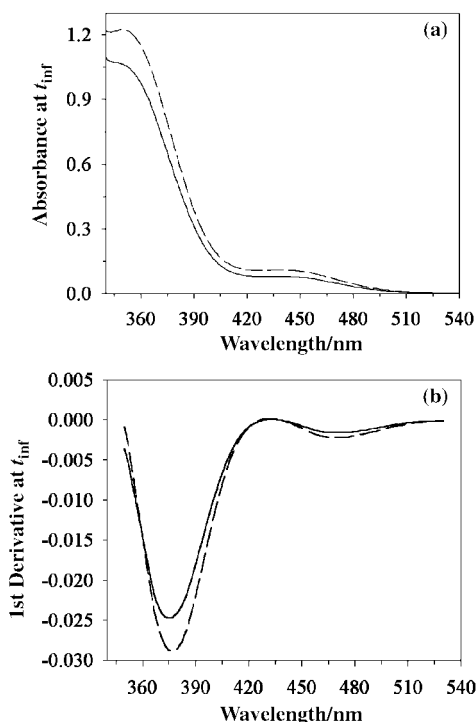 (a)
Absorbance at t_inf
1.2
0.9
0.6
0.3
0.0
360 390 420 450 480 510 540
Wavelength/nm
(b)
1st Derivative at t_inf
0.005
0.000
-0.005
-0.010
-0.015
-0.020
-0.025
-0.030
360 390 420 450 480 510 540
Wavelength/nm